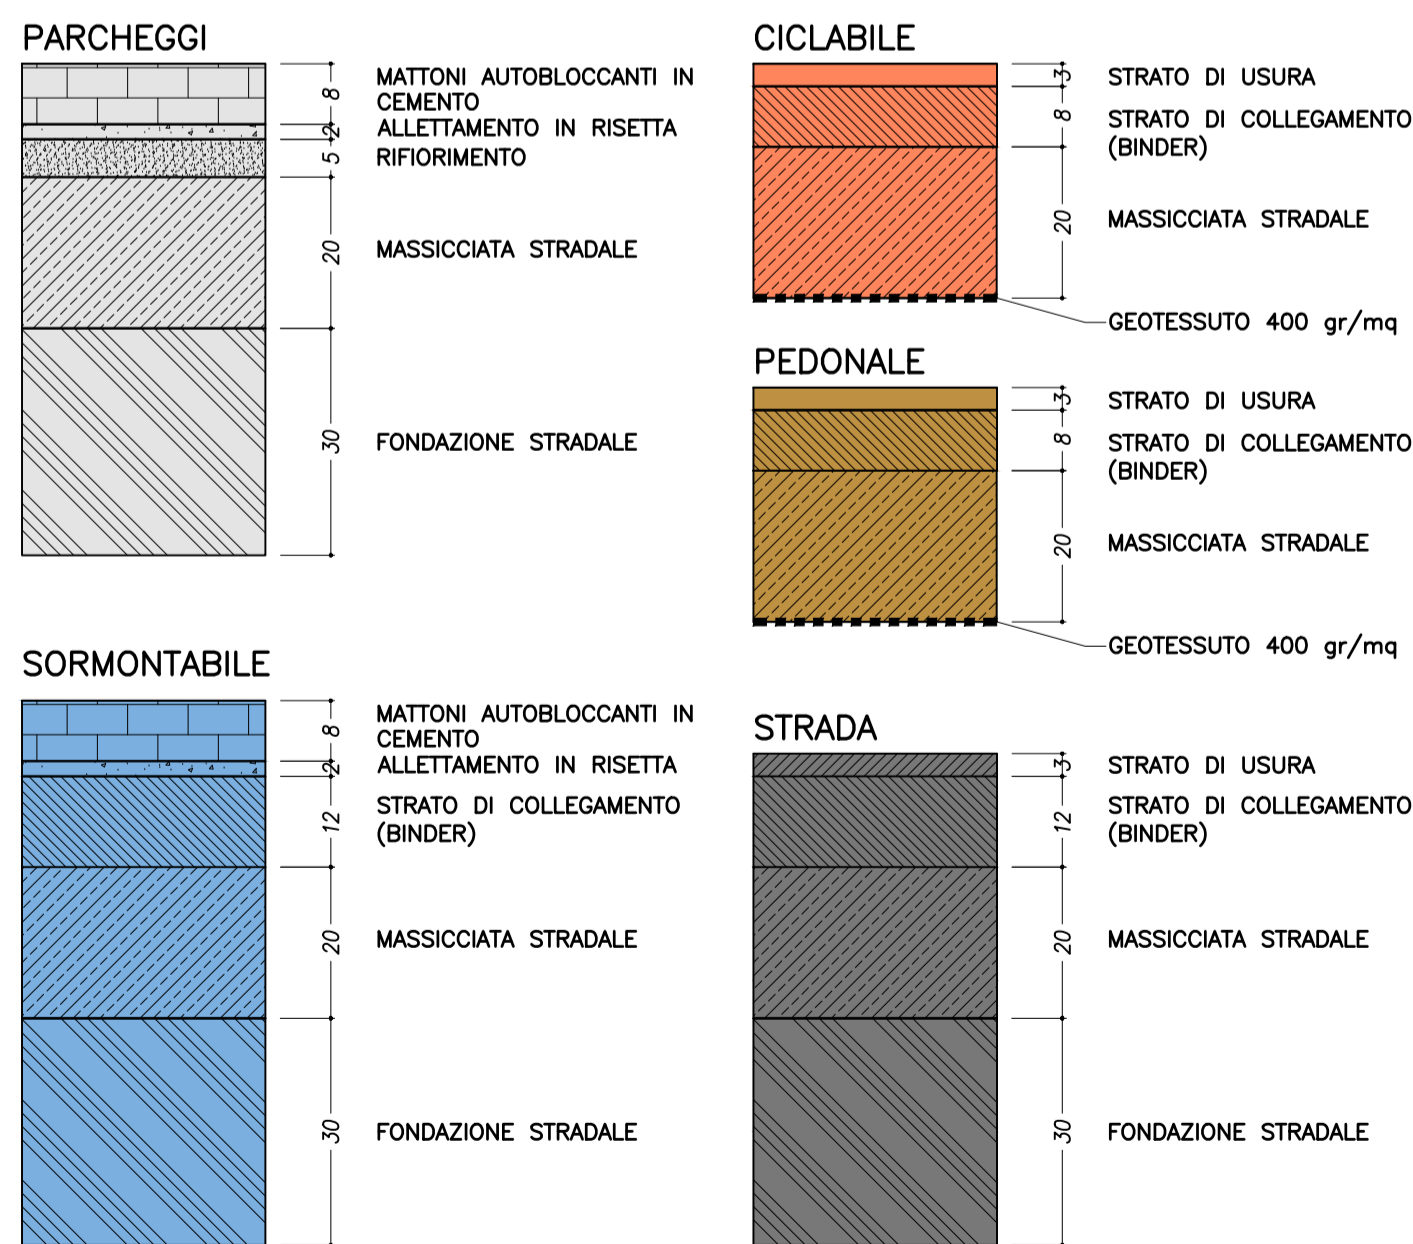 PARCHEGGI
8
MATTONI AUTOBLOCCANTI IN
CEMENTO
2
ALLETTAMENTO IN RISETTA
5
RIFIORIMENTO
20
MASSICCIATA STRADALE
30
FONDAZIONE STRADALE
SORMONTABILE
8
MATTONI AUTOBLOCCANTI IN
CEMENTO
2
ALLETTAMENTO IN RISETTA
12
STRATO DI COLLEGAMENTO
(BINDER)
20
MASSICCIATA STRADALE
30
FONDAZIONE STRADALE
CICLABILE
3
STRATO DI USURA
8
STRATO DI COLLEGAMENTO
(BINDER)
20
MASSICCIATA STRADALE
GEOTESSUTO 400 gr/mq
PEDONALE
3
STRATO DI USURA
8
STRATO DI COLLEGAMENTO
(BINDER)
20
MASSICCIATA STRADALE
GEOTESSUTO 400 gr/mq
STRADA
3
STRATO DI USURA
12
STRATO DI COLLEGAMENTO
(BINDER)
20
MASSICCIATA STRADALE
30
FONDAZIONE STRADALE